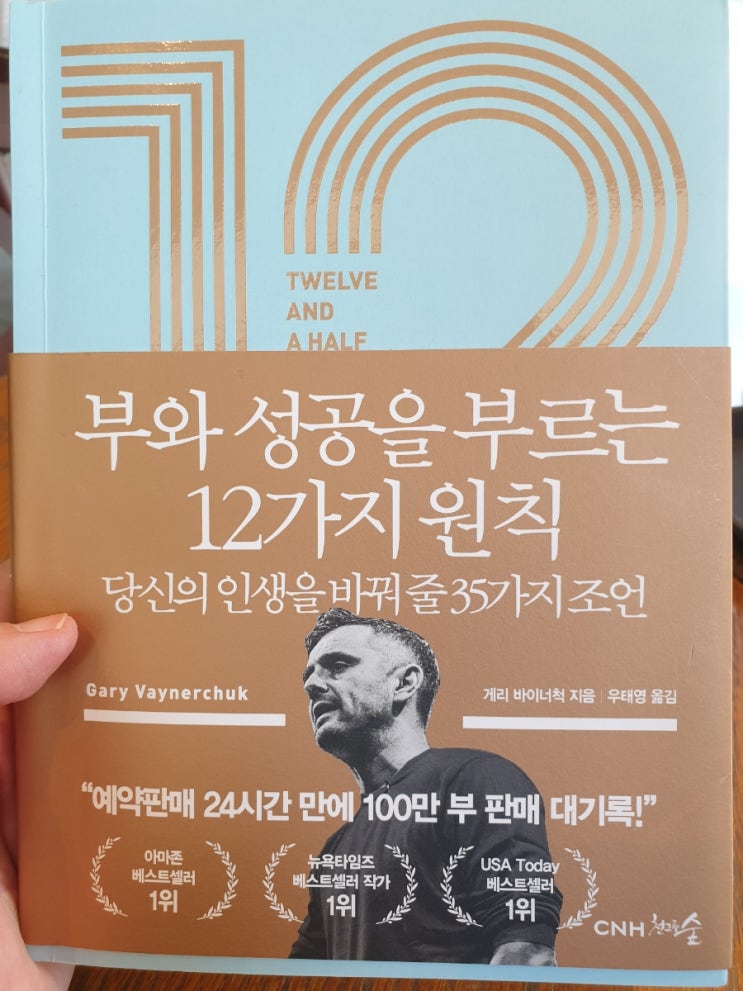 12
TWELVE
AND
A HALF
부와 성공을 부르는
12가지 원칙
당신의 인생을 바꿔 줄 35가지 조언
Gary Vaynerchuk
게리 바이너척 지음 | 우태영 옮김
“예약판매 24시간 만에 100만 부 판매 대기록!”
아마존
베스트셀러
1위
뉴욕타임즈
베스트셀러 작가
1위
USA Today
베스트셀러
1위
CNH 천그루숲